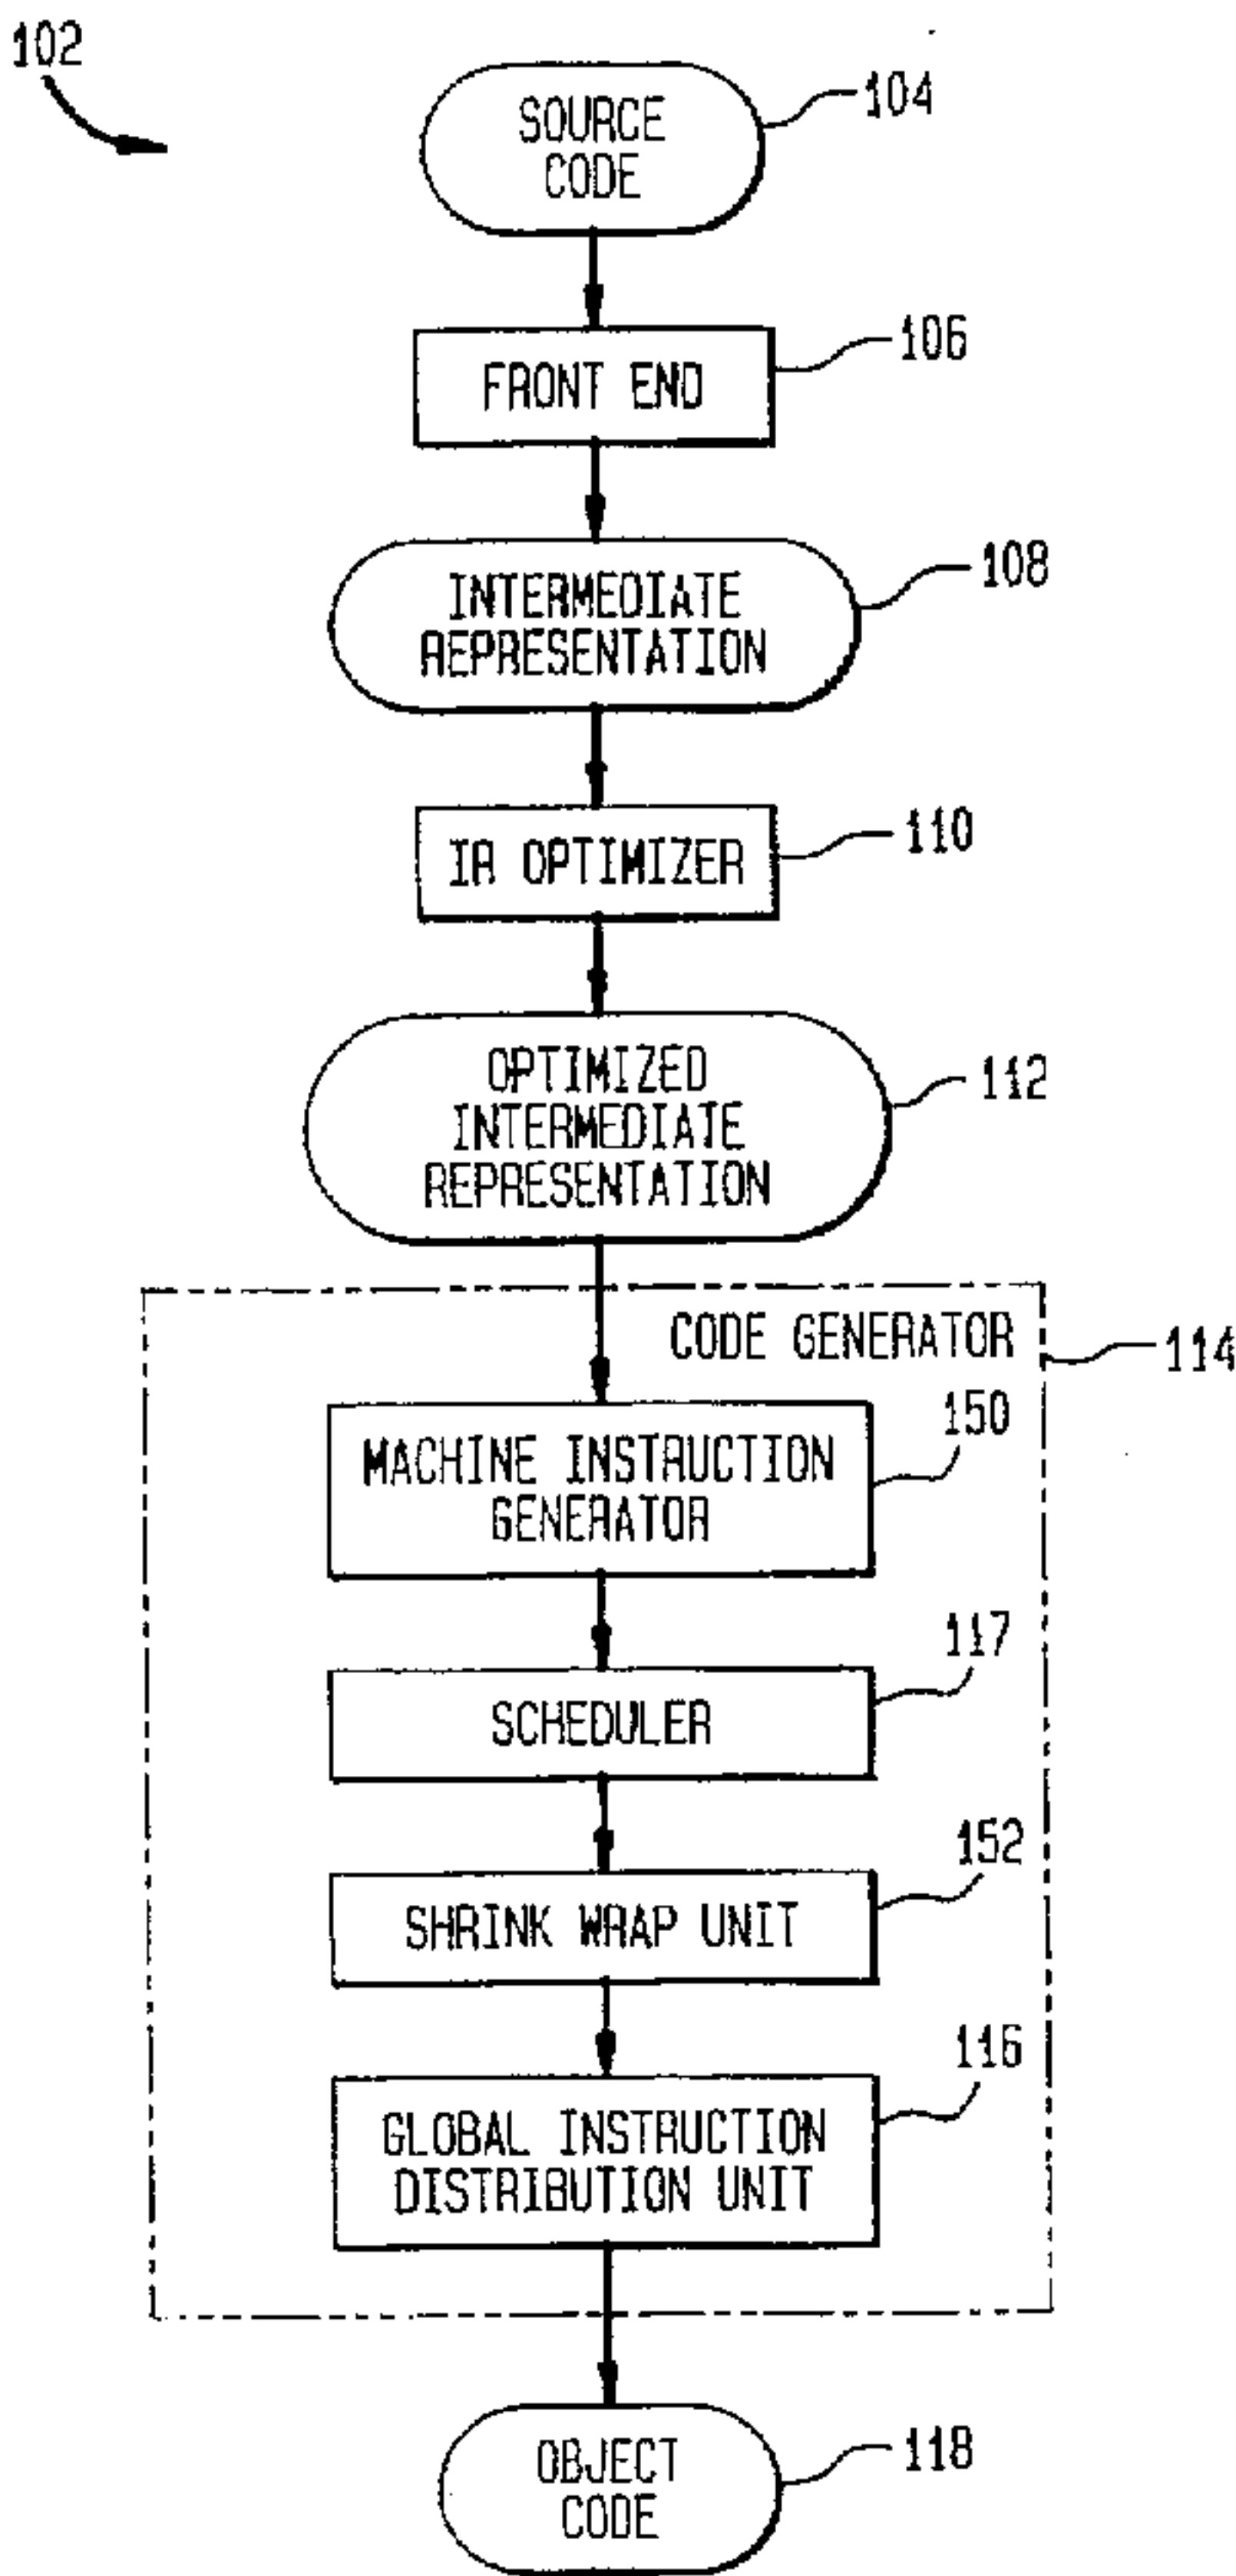 102
SOURCE
CODE
104
FRONT END
106
INTERMEDIATE
REPRESENTATION
108
IR OPTIMIZER
110
OPTIMIZED
INTERMEDIATE
REPRESENTATION
112
CODE GENERATOR
114
MACHINE INSTRUCTION
GENERATOR
150
SCHEDULER
117
SHRINK WRAP UNIT
152
GLOBAL INSTRUCTION
DISTRIBUTION UNIT
116
OBJECT
CODE
118